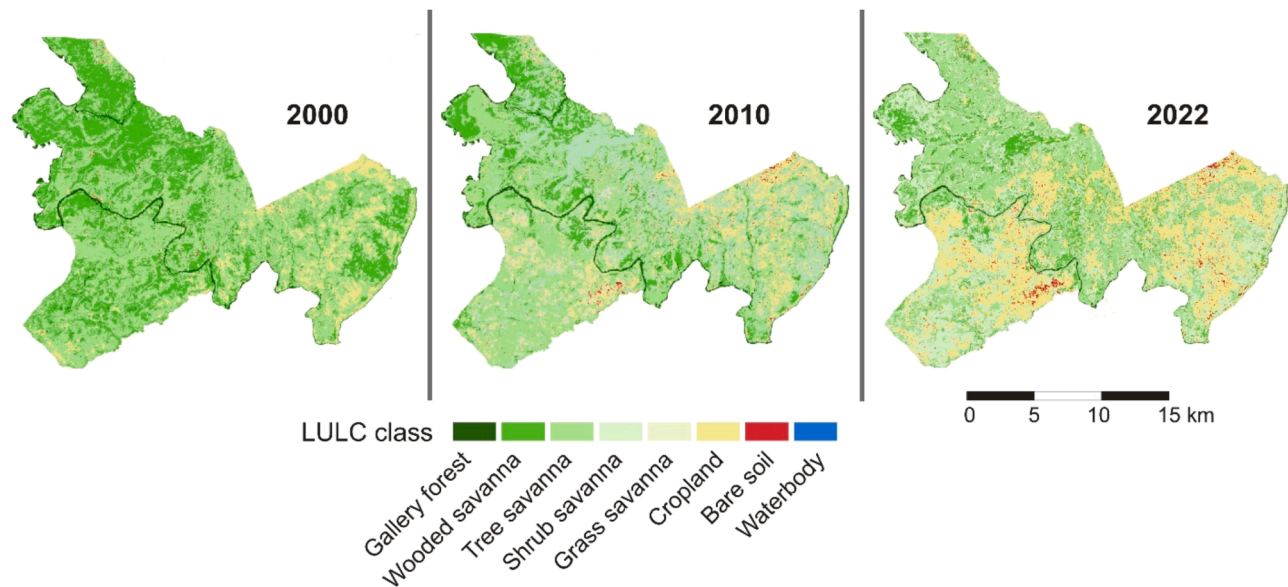 2000
2010
2022
0 5 10 15 km
LULC class
Gallery forest
Wooded savanna
Tree savanna
Shrub savanna
Grass savanna
Cropland
Bare soil
Waterbody